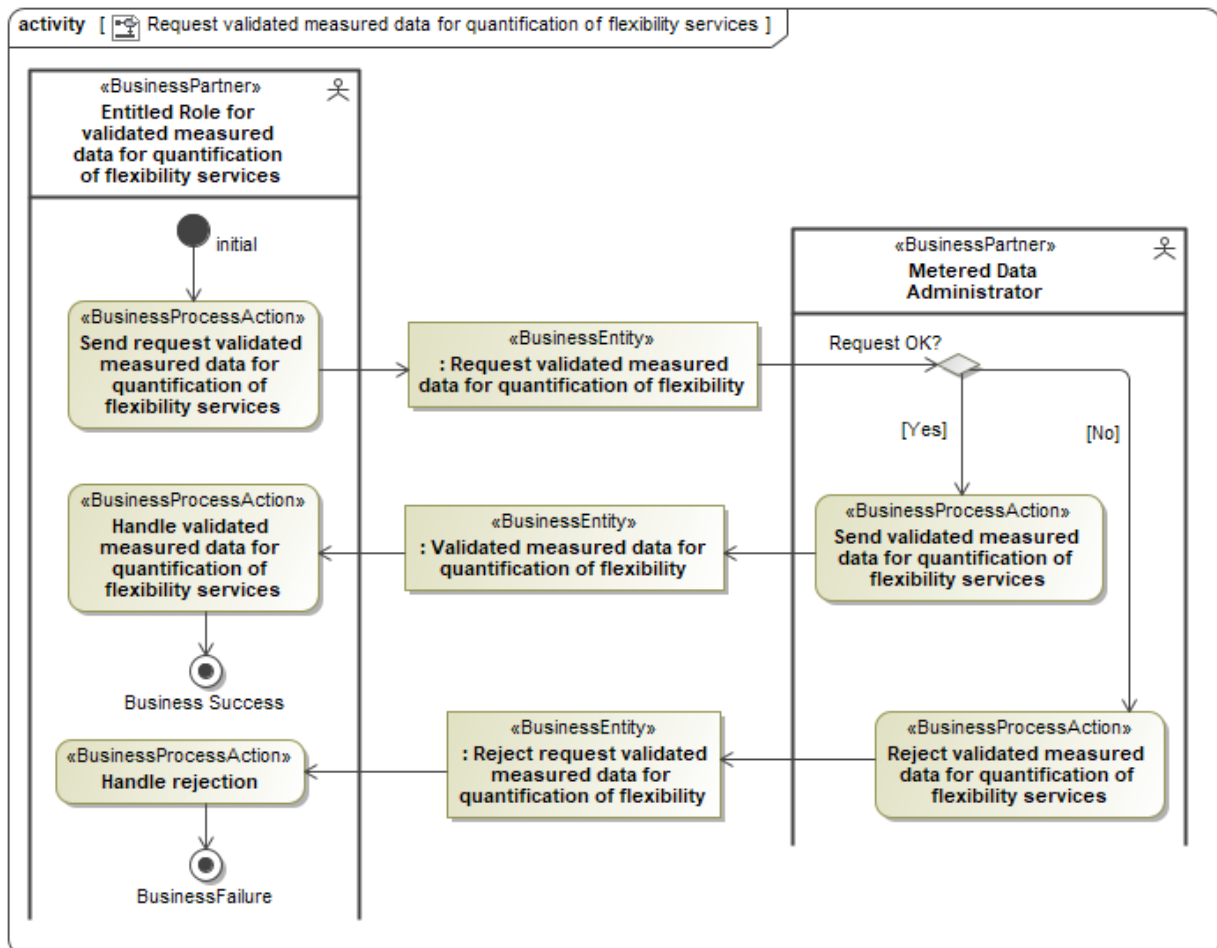 activity [ Request validated measured data for quantification of flexibility services ]
«BusinessPartner»
Entitled Role for
validated measured
data for quantification
of flexibility services
initial
«BusinessProcessAction»
Send request validated
measured data for
quantification of
flexibility services
«BusinessEntity»
: Request validated measured
data for quantification of flexibility
«BusinessPartner»
Metered Data
Administrator
Request OK?
[Yes]
[No]
«BusinessProcessAction»
Send validated measured
data for quantification of
flexibility services
«BusinessEntity»
: Validated measured data for
quantification of flexibility
«BusinessProcessAction»
Handle validated
measured data for
quantification of
flexibility services
Business Success
«BusinessProcessAction»
Reject validated measured
data for quantification of
flexibility services
«BusinessEntity»
: Reject request validated
measured data for
quantification of flexibility
«BusinessProcessAction»
Handle rejection
BusinessFailure